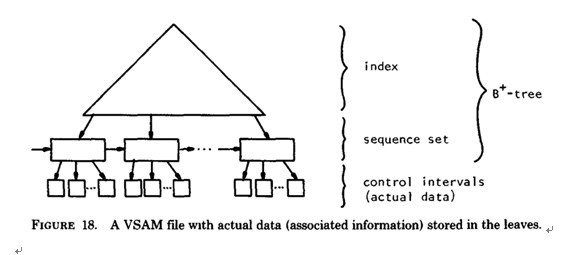 index
B+-tree
sequence set
control intervals
(actual data)
FIGURE 18. A VSAM file with actual data (associated information) stored in the leaves.